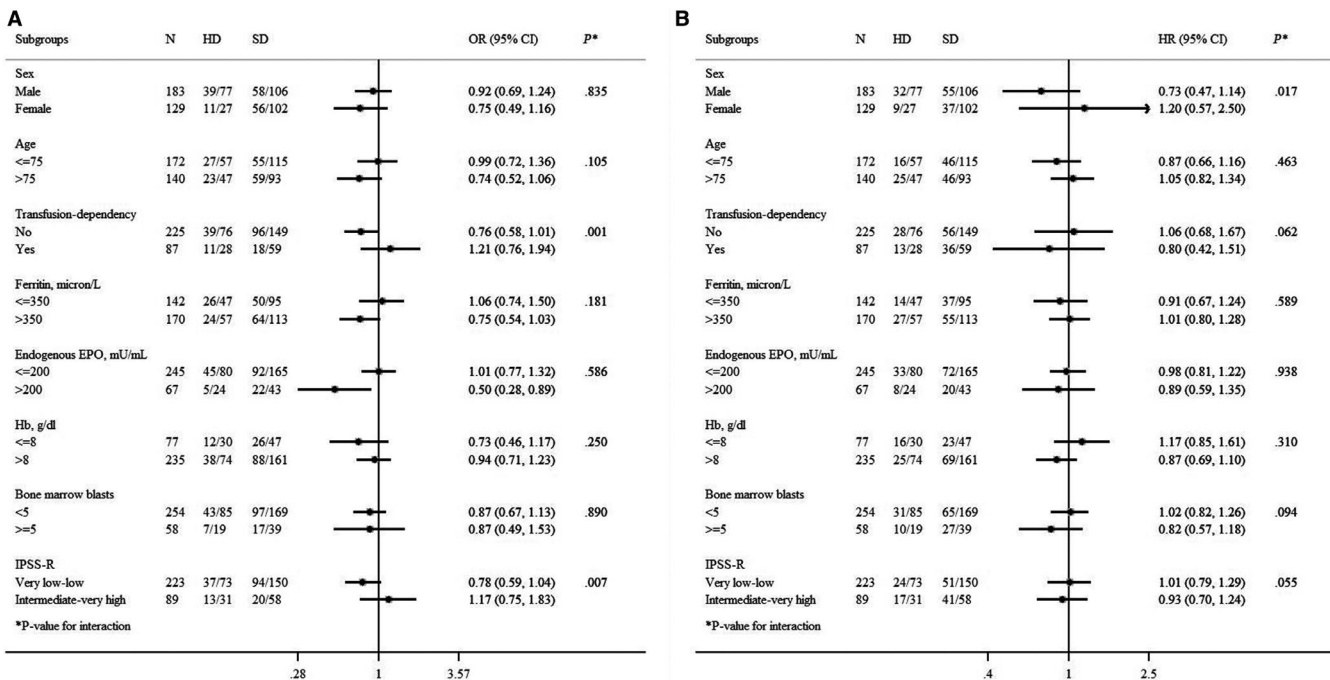 A
Subgroups N HD SD OR (95% CI) P*
Sex
Male 183 39/77 58/106 0.92 (0.69, 1.24) .835
Female 129 11/27 56/102 0.75 (0.49, 1.16)
Age
<=75 172 27/57 55/115 0.99 (0.72, 1.36) .105
>75 140 23/47 59/93 0.74 (0.52, 1.06)
Transfusion-dependency
No 225 39/76 96/149 0.76 (0.58, 1.01) .001
Yes 87 11/28 18/59 1.21 (0.76, 1.94)
Ferritin, micron/L
<=350 142 26/47 50/95 1.06 (0.74, 1.50) .181
>350 170 24/57 64/113 0.75 (0.54, 1.03)
Endogenous EPO, mU/mL
<=200 245 45/80 92/165 1.01 (0.77, 1.32) .586
>200 67 5/24 22/43 0.50 (0.28, 0.89)
Hb, g/dl
<=8 77 12/30 26/47 0.73 (0.46, 1.17) .250
>8 235 38/74 88/161 0.94 (0.71, 1.23)
Bone marrow blasts
<5 254 43/85 97/169 0.87 (0.67, 1.13) .890
>=5 58 7/19 17/39 0.87 (0.49, 1.53)
IPSS-R
Very low-low 223 37/73 94/150 0.78 (0.59, 1.04) .007
Intermediate-very high 89 13/31 20/58 1.17 (0.75, 1.83)
*P-value for interaction
.28 1 3.57
B
Subgroups N HD SD HR (95% CI) P*
Sex
Male 183 32/77 55/106 0.73 (0.47, 1.14) .017
Female 129 9/27 37/102 1.20 (0.57, 2.50)
Age
<=75 172 16/57 46/115 0.87 (0.66, 1.16) .463
>75 140 25/47 46/93 1.05 (0.82, 1.34)
Transfusion-dependency
No 225 28/76 56/149 1.06 (0.68, 1.67) .062
Yes 87 13/28 36/59 0.80 (0.42, 1.51)
Ferritin, micron/L
<=350 142 14/47 37/95 0.91 (0.67, 1.24) .589
>350 170 27/57 55/113 1.01 (0.80, 1.28)
Endogenous EPO, mU/mL
<=200 245 33/80 72/165 0.98 (0.81, 1.22) .938
>200 67 8/24 20/43 0.89 (0.59, 1.35)
Hb, g/dl
<=8 77 16/30 23/47 1.17 (0.85, 1.61) .310
>8 235 25/74 69/161 0.87 (0.69, 1.10)
Bone marrow blasts
<5 254 31/85 65/169 1.02 (0.82, 1.26) .094
>=5 58 10/19 27/39 0.82 (0.57, 1.18)
IPSS-R
Very low-low 223 24/73 51/150 1.01 (0.79, 1.29) .055
Intermediate-very high 89 17/31 41/58 0.93 (0.70, 1.24)
*P-value for interaction
.4 1 2.5